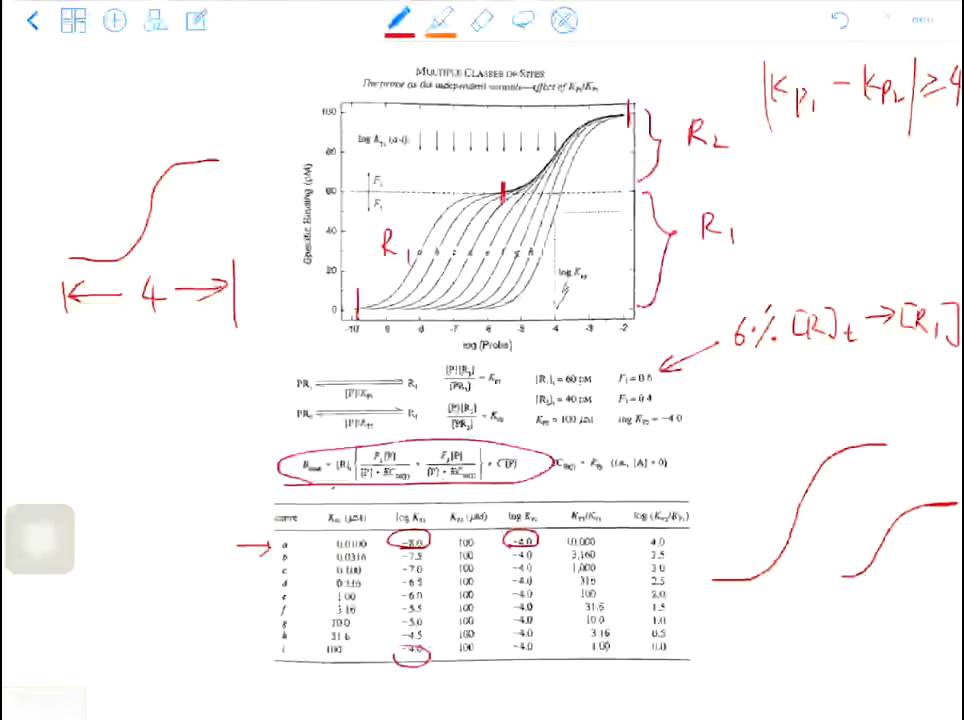 MULTIPLE CLASSES OF SITES
The probe as the independent variable—effect of K_P2/K_P1
|K_P1 - K_P2| ≥ 4
100
80
60
40
20
0
Specific Binding (pM)
log K_P1 (a-i)
F_2
F_1
R_1
a b c d e f g h i
log K_P2
-10 -9 -8 -7 -6 -5 -4 -3 -2
log [Probe]
R_2
R_1
4
60% [R]_t → [R_1]
[R_1]_t = 60 pM F_1 = 0.6
[R_2]_t = 40 pM F_2 = 0.4
K_P2 = 100 µM log K_P2 = -4.0
curve K_P1 (µM) log K_P1 K_P2 (µM) log K_P2 K_P2/K_P1 log (K_P2/K_P1)
a 0.0100 -8.0 100 -4.0 10,000 4.0
b 0.0316 -7.5 100 -4.0 3,160 3.5
c 0.100 -7.0 100 -4.0 1,000 3.0
d 0.316 -6.5 100 -4.0 316 2.5
e 1.00 -6.0 100 -4.0 100 2.0
f 3.16 -5.5 100 -4.0 31.6 1.5
g 10.0 -5.0 100 -4.0 10.0 1.0
h 31.6 -4.5 100 -4.0 3.16 0.5
i 100 -4.0 100 -4.0 1.00 0.0